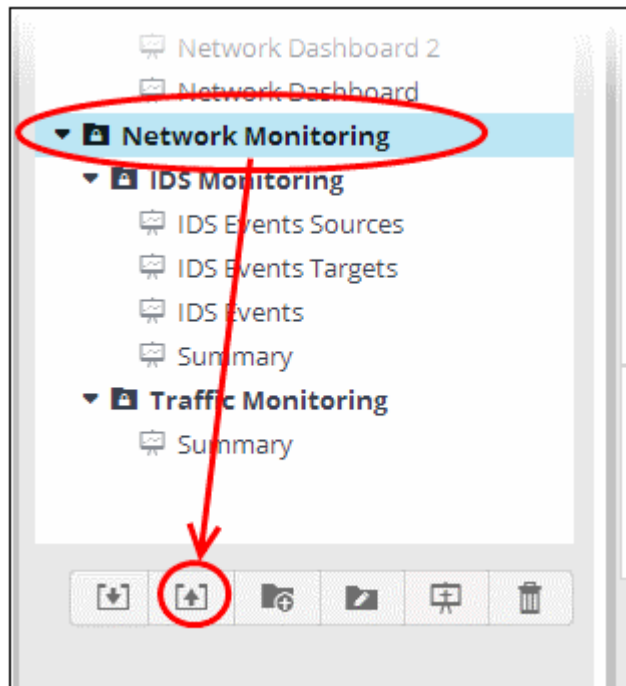 Network Dashboard 2
Network Dashboard
Network Monitoring
IDS Monitoring
IDS Events Sources
IDS Events Targets
IDS Events
Summary
Traffic Monitoring
Summary